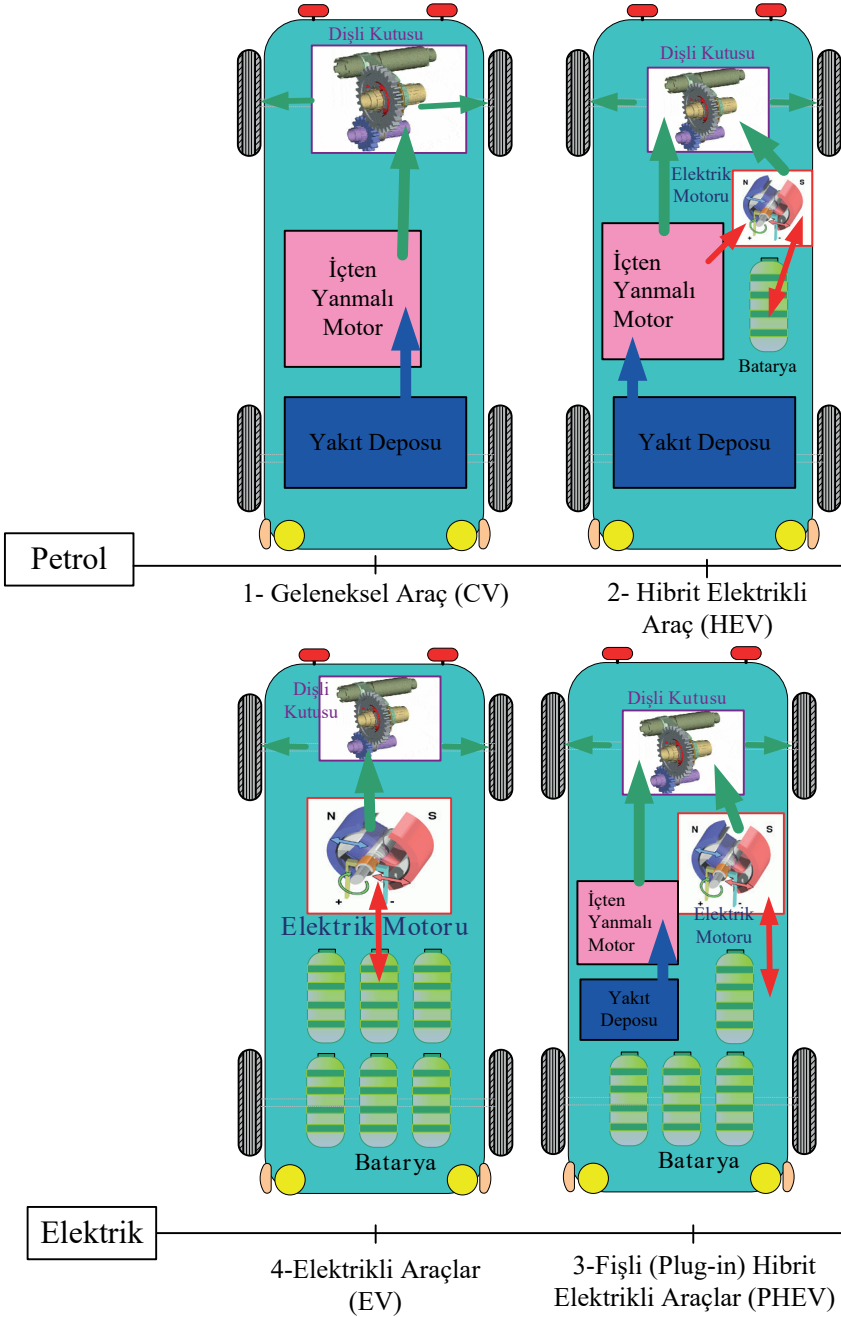 Dişli Kutusu
İçten
Yanmalı
Motor
Yakıt Deposu
Dişli Kutusu
Elektrik
Motoru
N
S
+
-
İçten
Yanmalı
Motor
Batarya
Yakıt Deposu
Petrol
1- Geleneksel Araç (CV)
2- Hibrit Elektrikli
Araç (HEV)
Dişli
Kutusu
N
S
+
-
Elektrik Motoru
Batarya
Dişli Kutusu
N
S
+
-
İçten
Yanmalı
Motor
Elektrik
Motoru
Yakıt
Deposu
Batarya
Elektrik
4-Elektrikli Araçlar
(EV)
3-Fişli (Plug-in) Hibrit
Elektrikli Araçlar (PHEV)